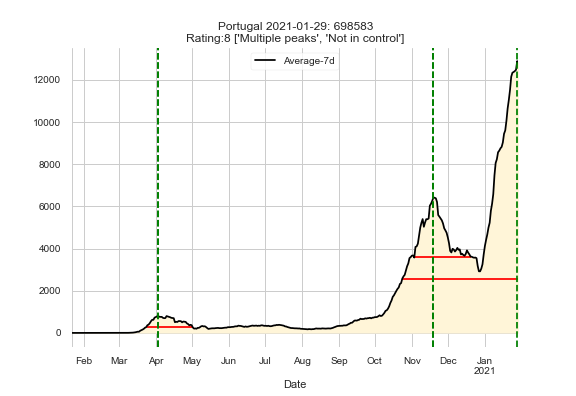 Portugal 2021-01-29: 698583
Rating:8 ['Multiple peaks', 'Not in control']
Average-7d
12000
10000
8000
6000
4000
2000
0
Feb Mar Apr May Jun Jul Aug Sep Oct Nov Dec Jan
2021
Date